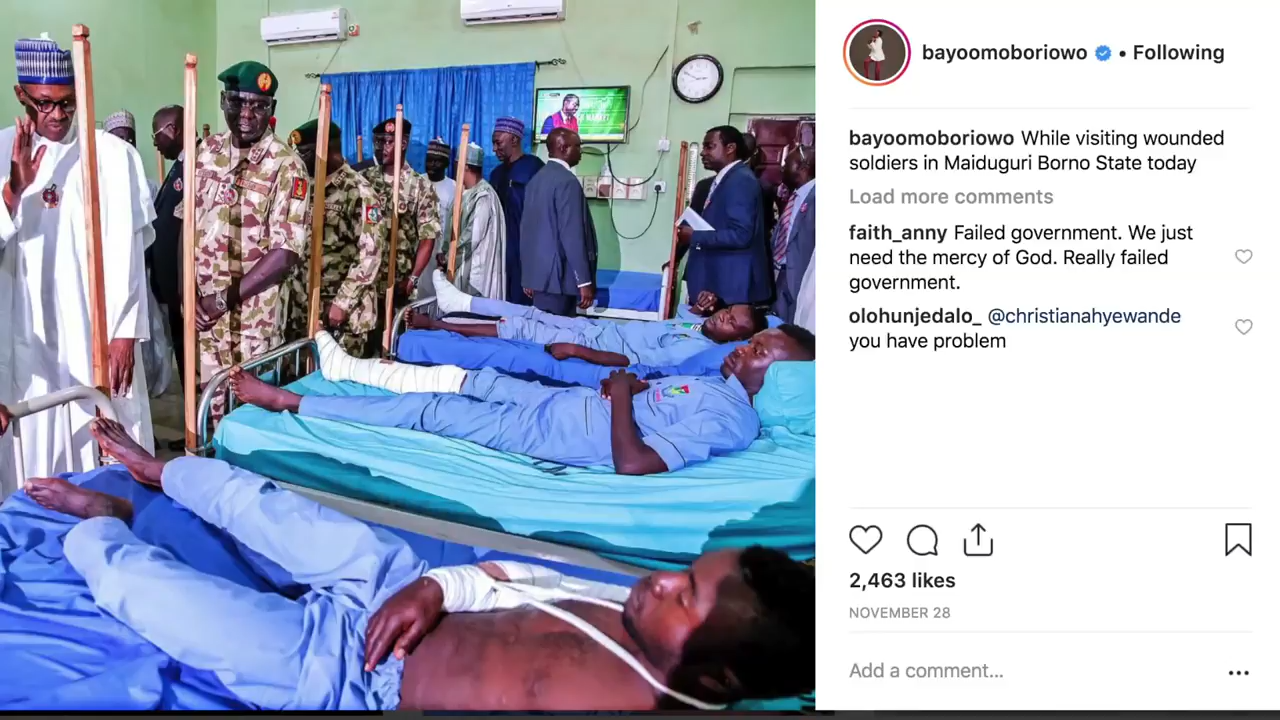 bayoomoboriowo • Following
bayoomoboriowo While visiting wounded
soldiers in Maiduguri Borno State today
Load more comments
faith_anny Failed government. We just
need the mercy of God. Really failed
government.
olohunjedalo_ @christianahyewande
you have problem
2,463 likes
NOVEMBER 28
Add a comment...